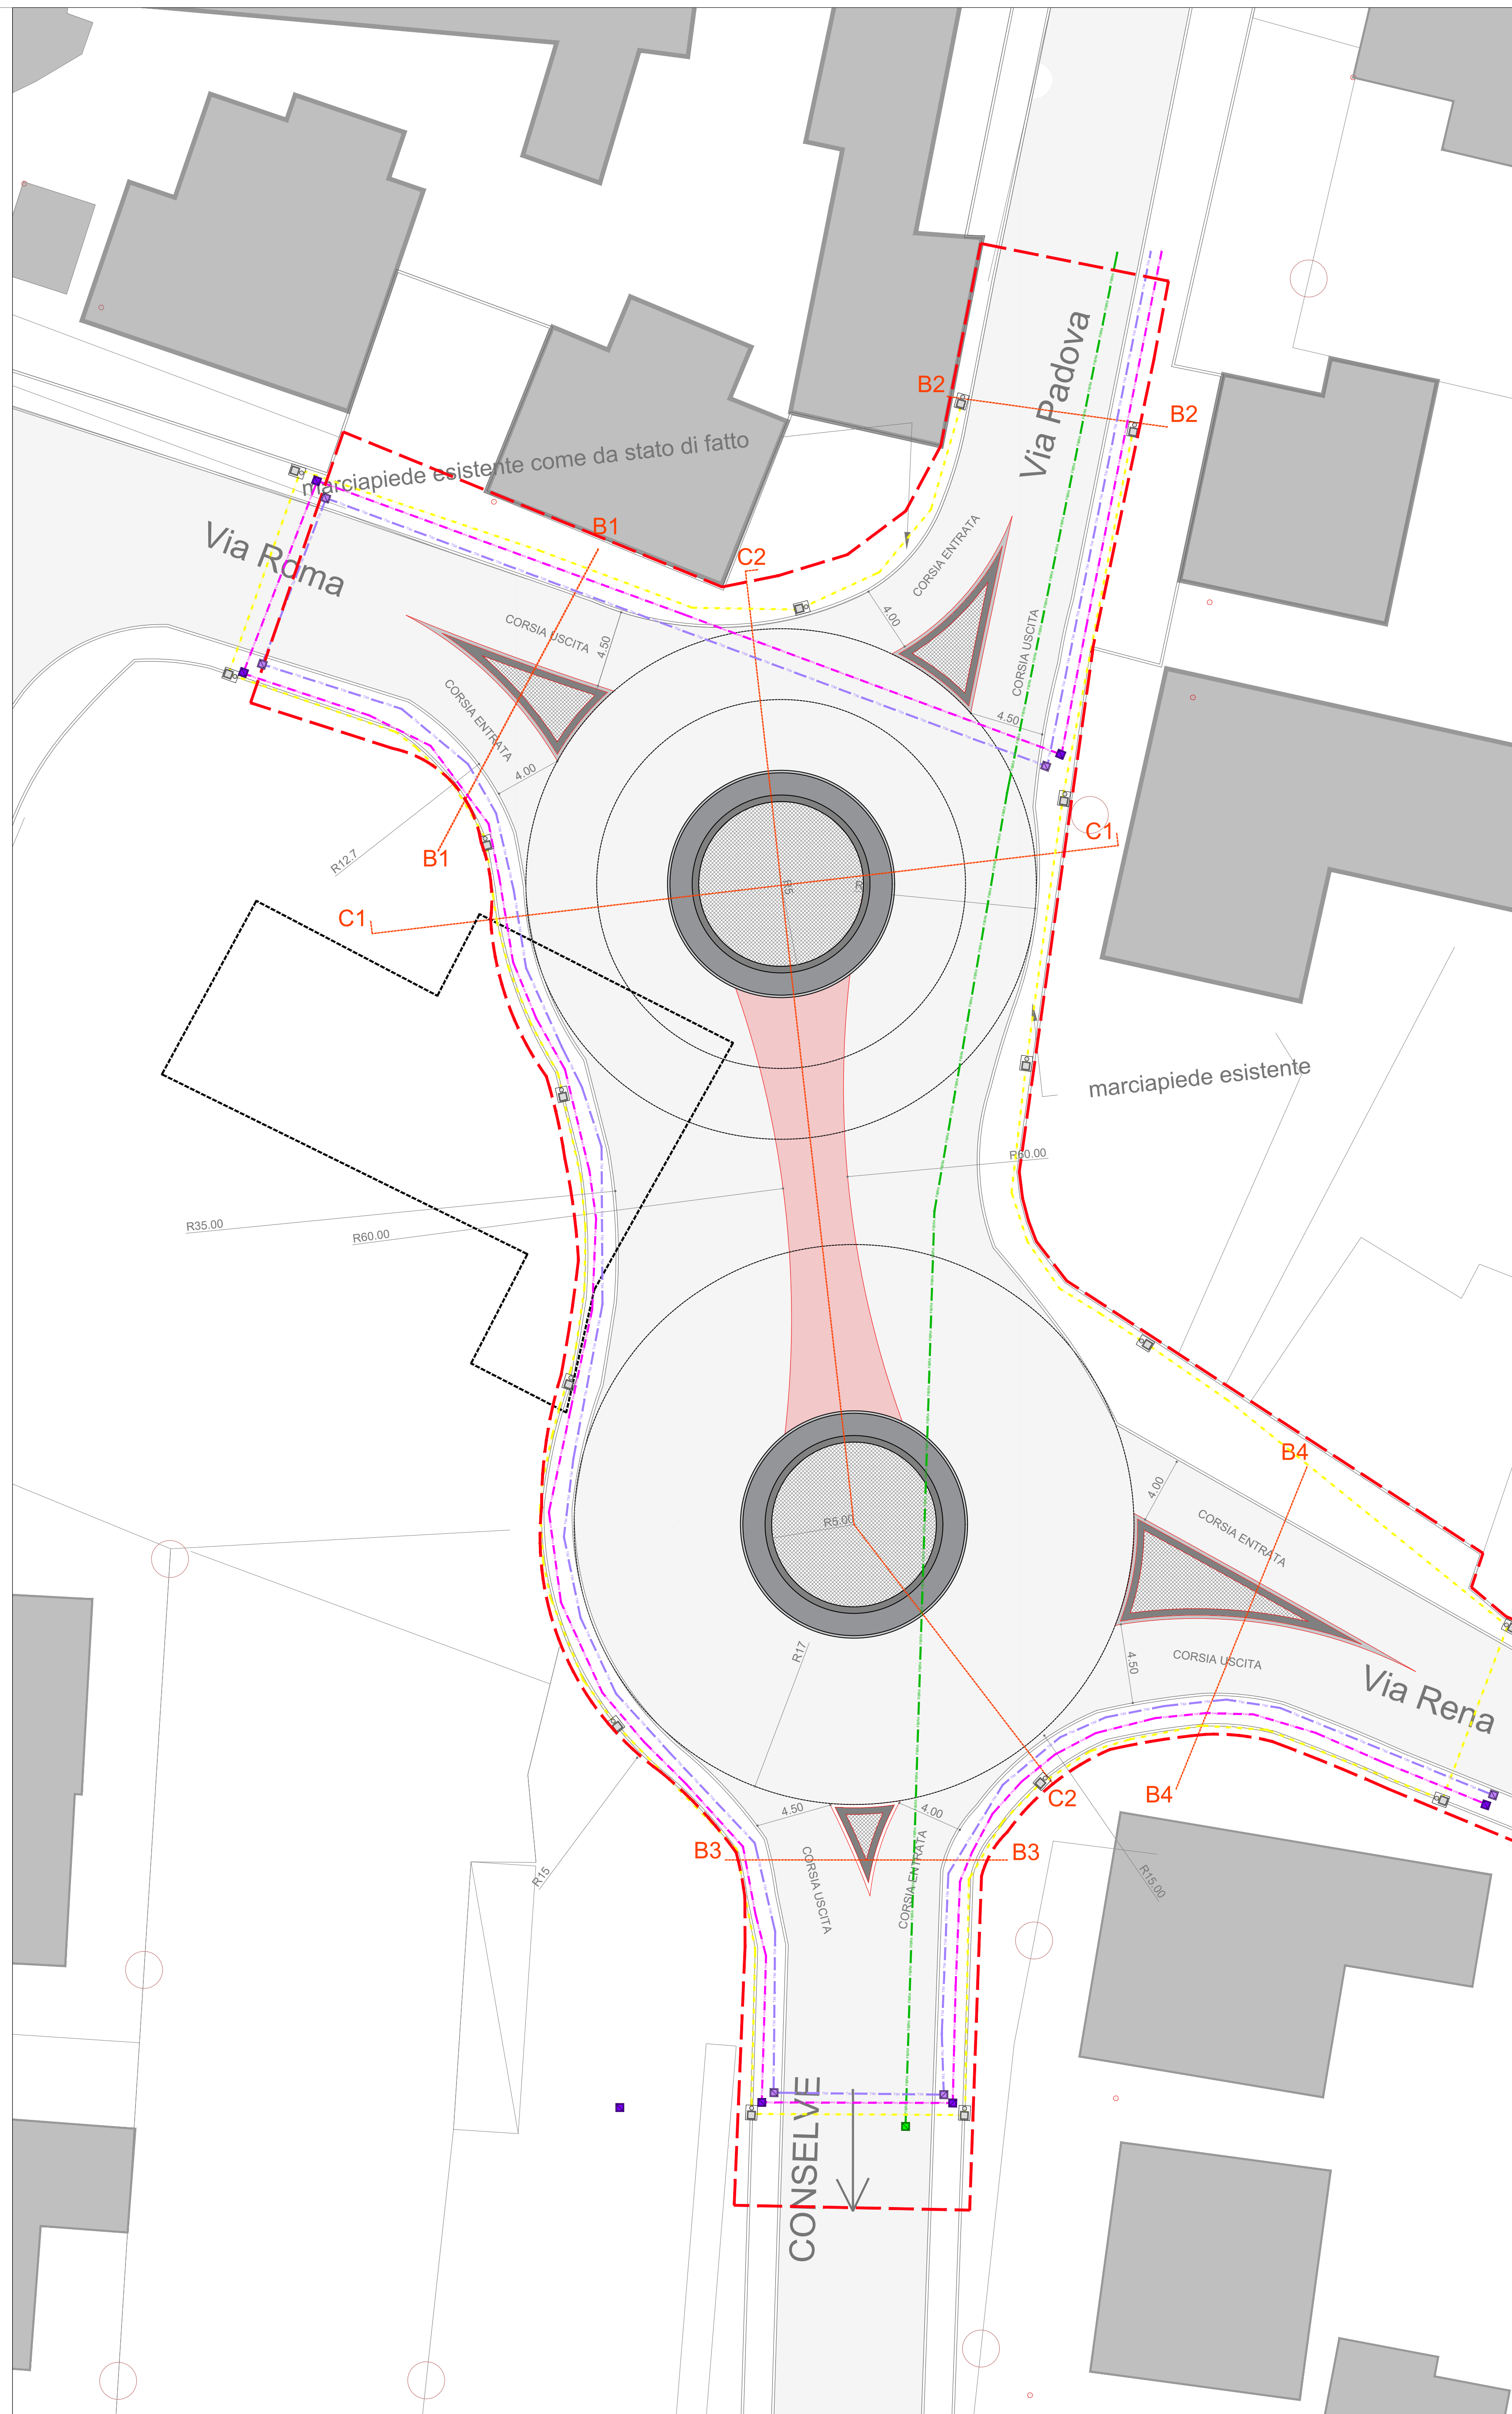 Via Padova
B2
B2
marciapiede esistente come da stato di fatto
Via Roma
B1
C2
CORSIA ENTRATA
4.00
CORSIA USCITA
4.50
CORSIA USCITA
4.50
CORSIA ENTRATA
4.00
R12.7
B1
C1
C1
R5
marciapiede esistente
R60.00
R35.00
R60.00
B4
4.00
CORSIA ENTRATA
R5.00
CORSIA USCITA
4.50
Via Rena
R17
B4
C2
4.50
4.00
B3
B3
CORSIA USCITA
CORSIA ENTRATA
R15
R15.00
CONSELVE